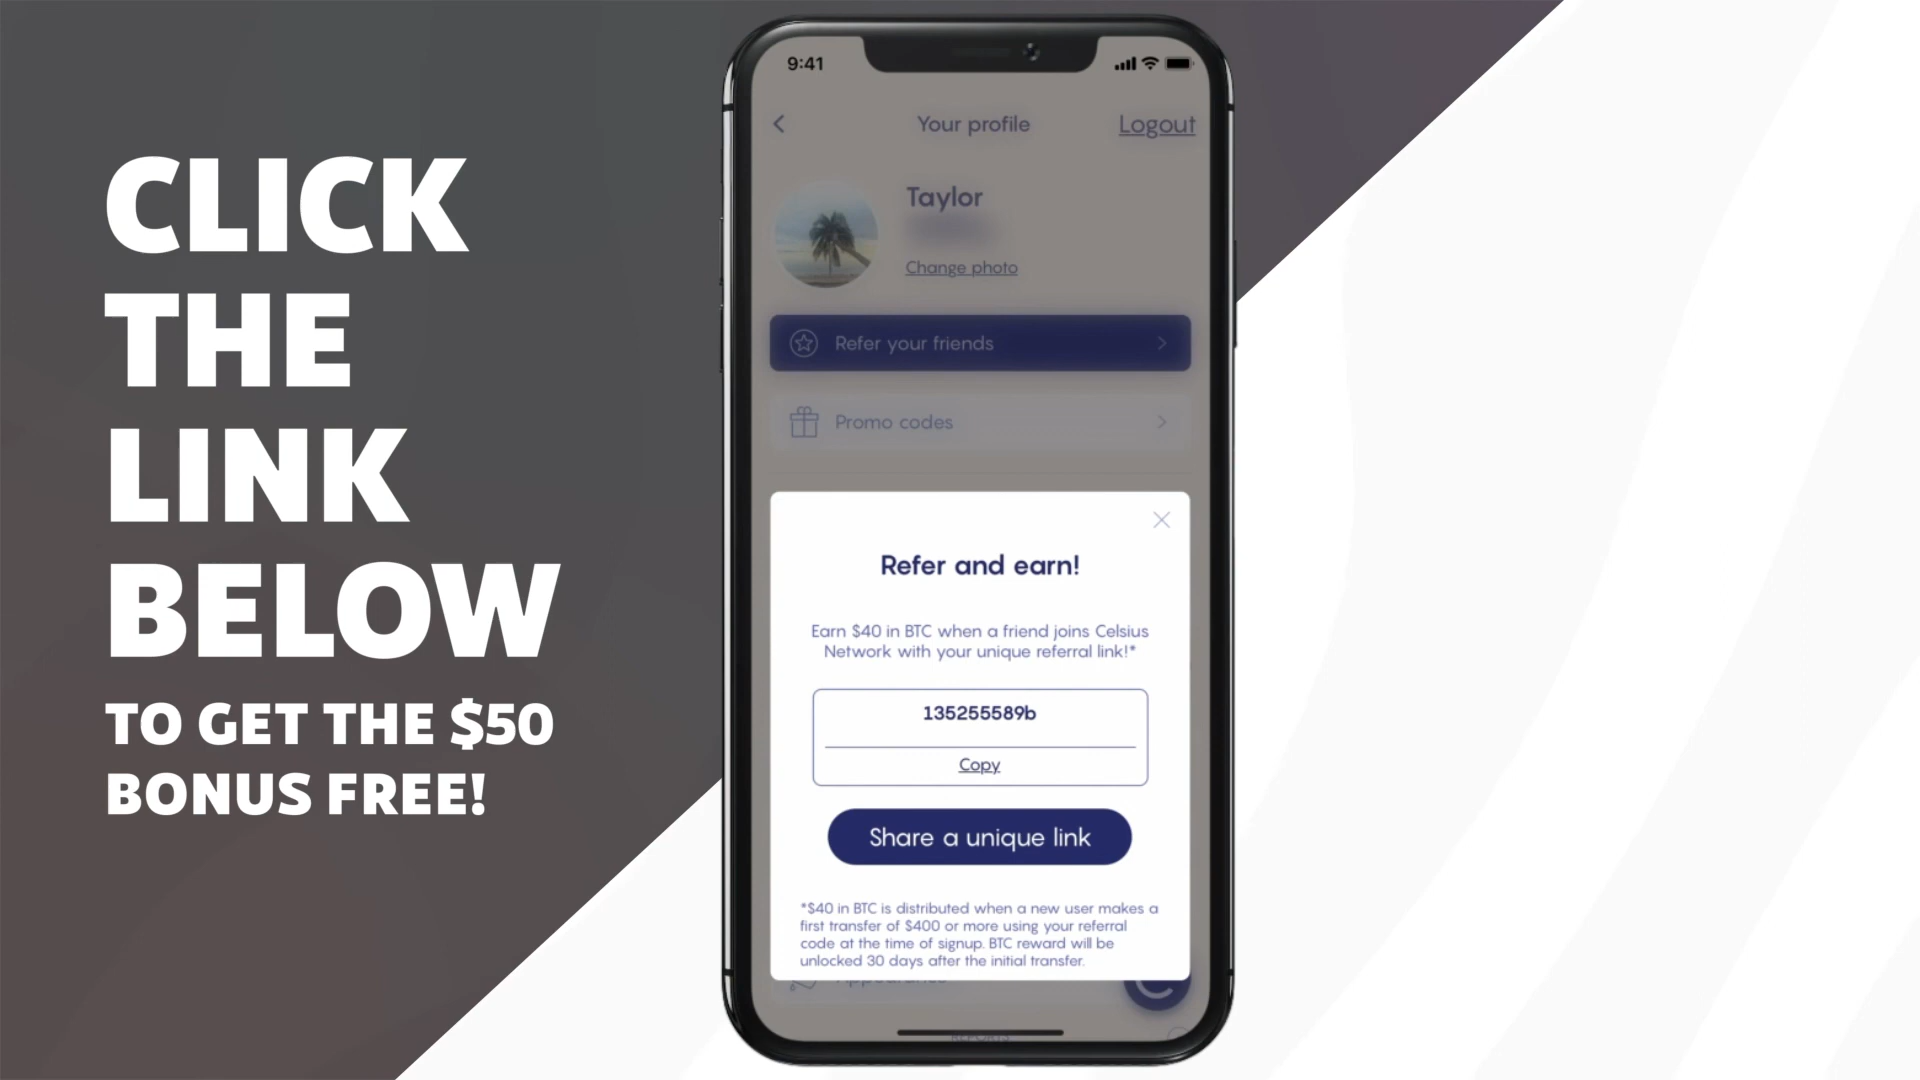 CLICK
THE
LINK
BELOW
TO GET THE $50
BONUS FREE!
9:41
Your profile
Logout
Taylor
Change photo
Refer your friends
Promo codes
Refer and earn!
Earn $40 in BTC when a friend joins Celsius
Network with your unique referral link!*
135255589b
Copy
Share a unique link
*$40 in BTC is distributed when a new user makes a
first transfer of $400 or more using your referral
code at the time of signup. BTC reward will be
unlocked 30 days after the initial transfer.
Appearance
REPORTS